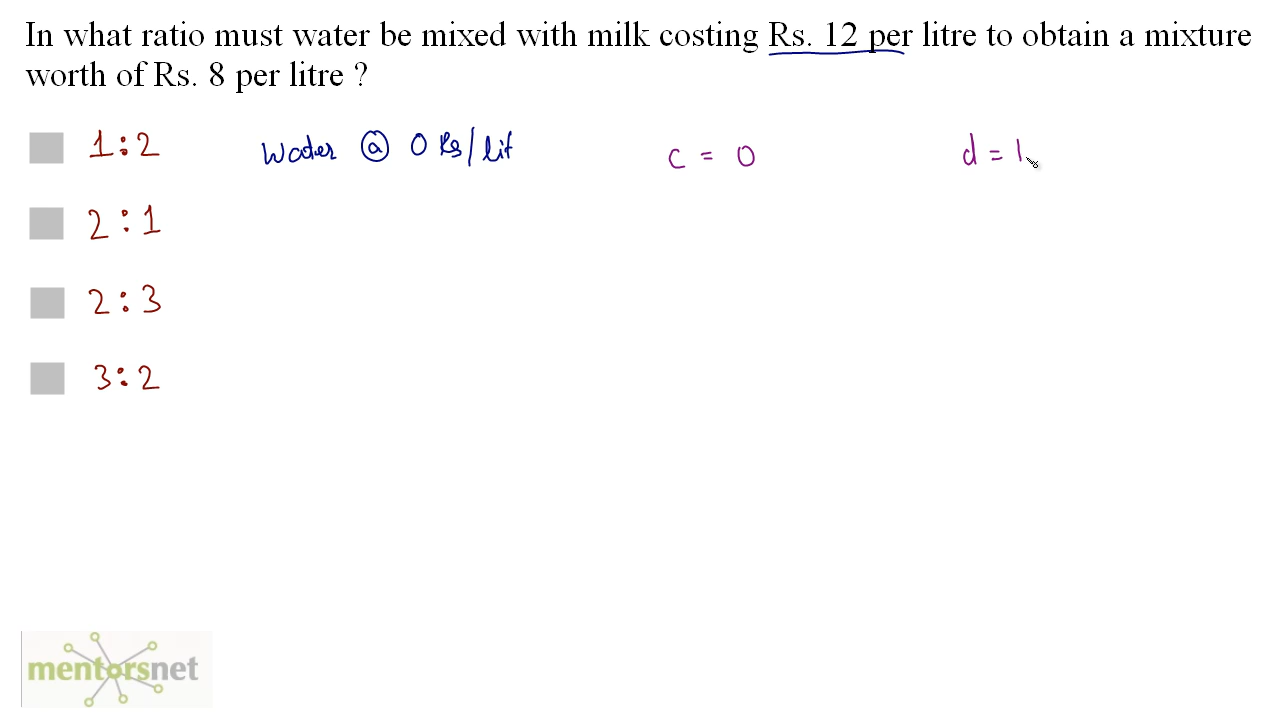 In what ratio must water be mixed with milk costing Rs. 12 per litre to obtain a mixture
worth of Rs. 8 per litre ?
1:2 Water @ 0 Rs/lit c = 0 d = 1
2:1
2:3
3:2
mentorsnet